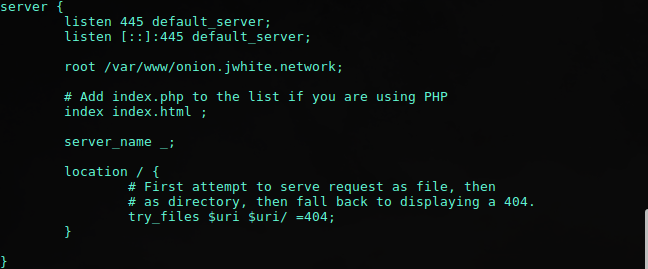 server {
listen 445 default_server;
listen [::]:445 default_server;
root /var/www/onion.jwhite.network;
# Add index.php to the list if you are using PHP
index index.html ;
server_name _;
location / {
# First attempt to serve request as file, then
# as directory, then fall back to displaying a 404.
try_files $uri $uri/ =404;
}
}